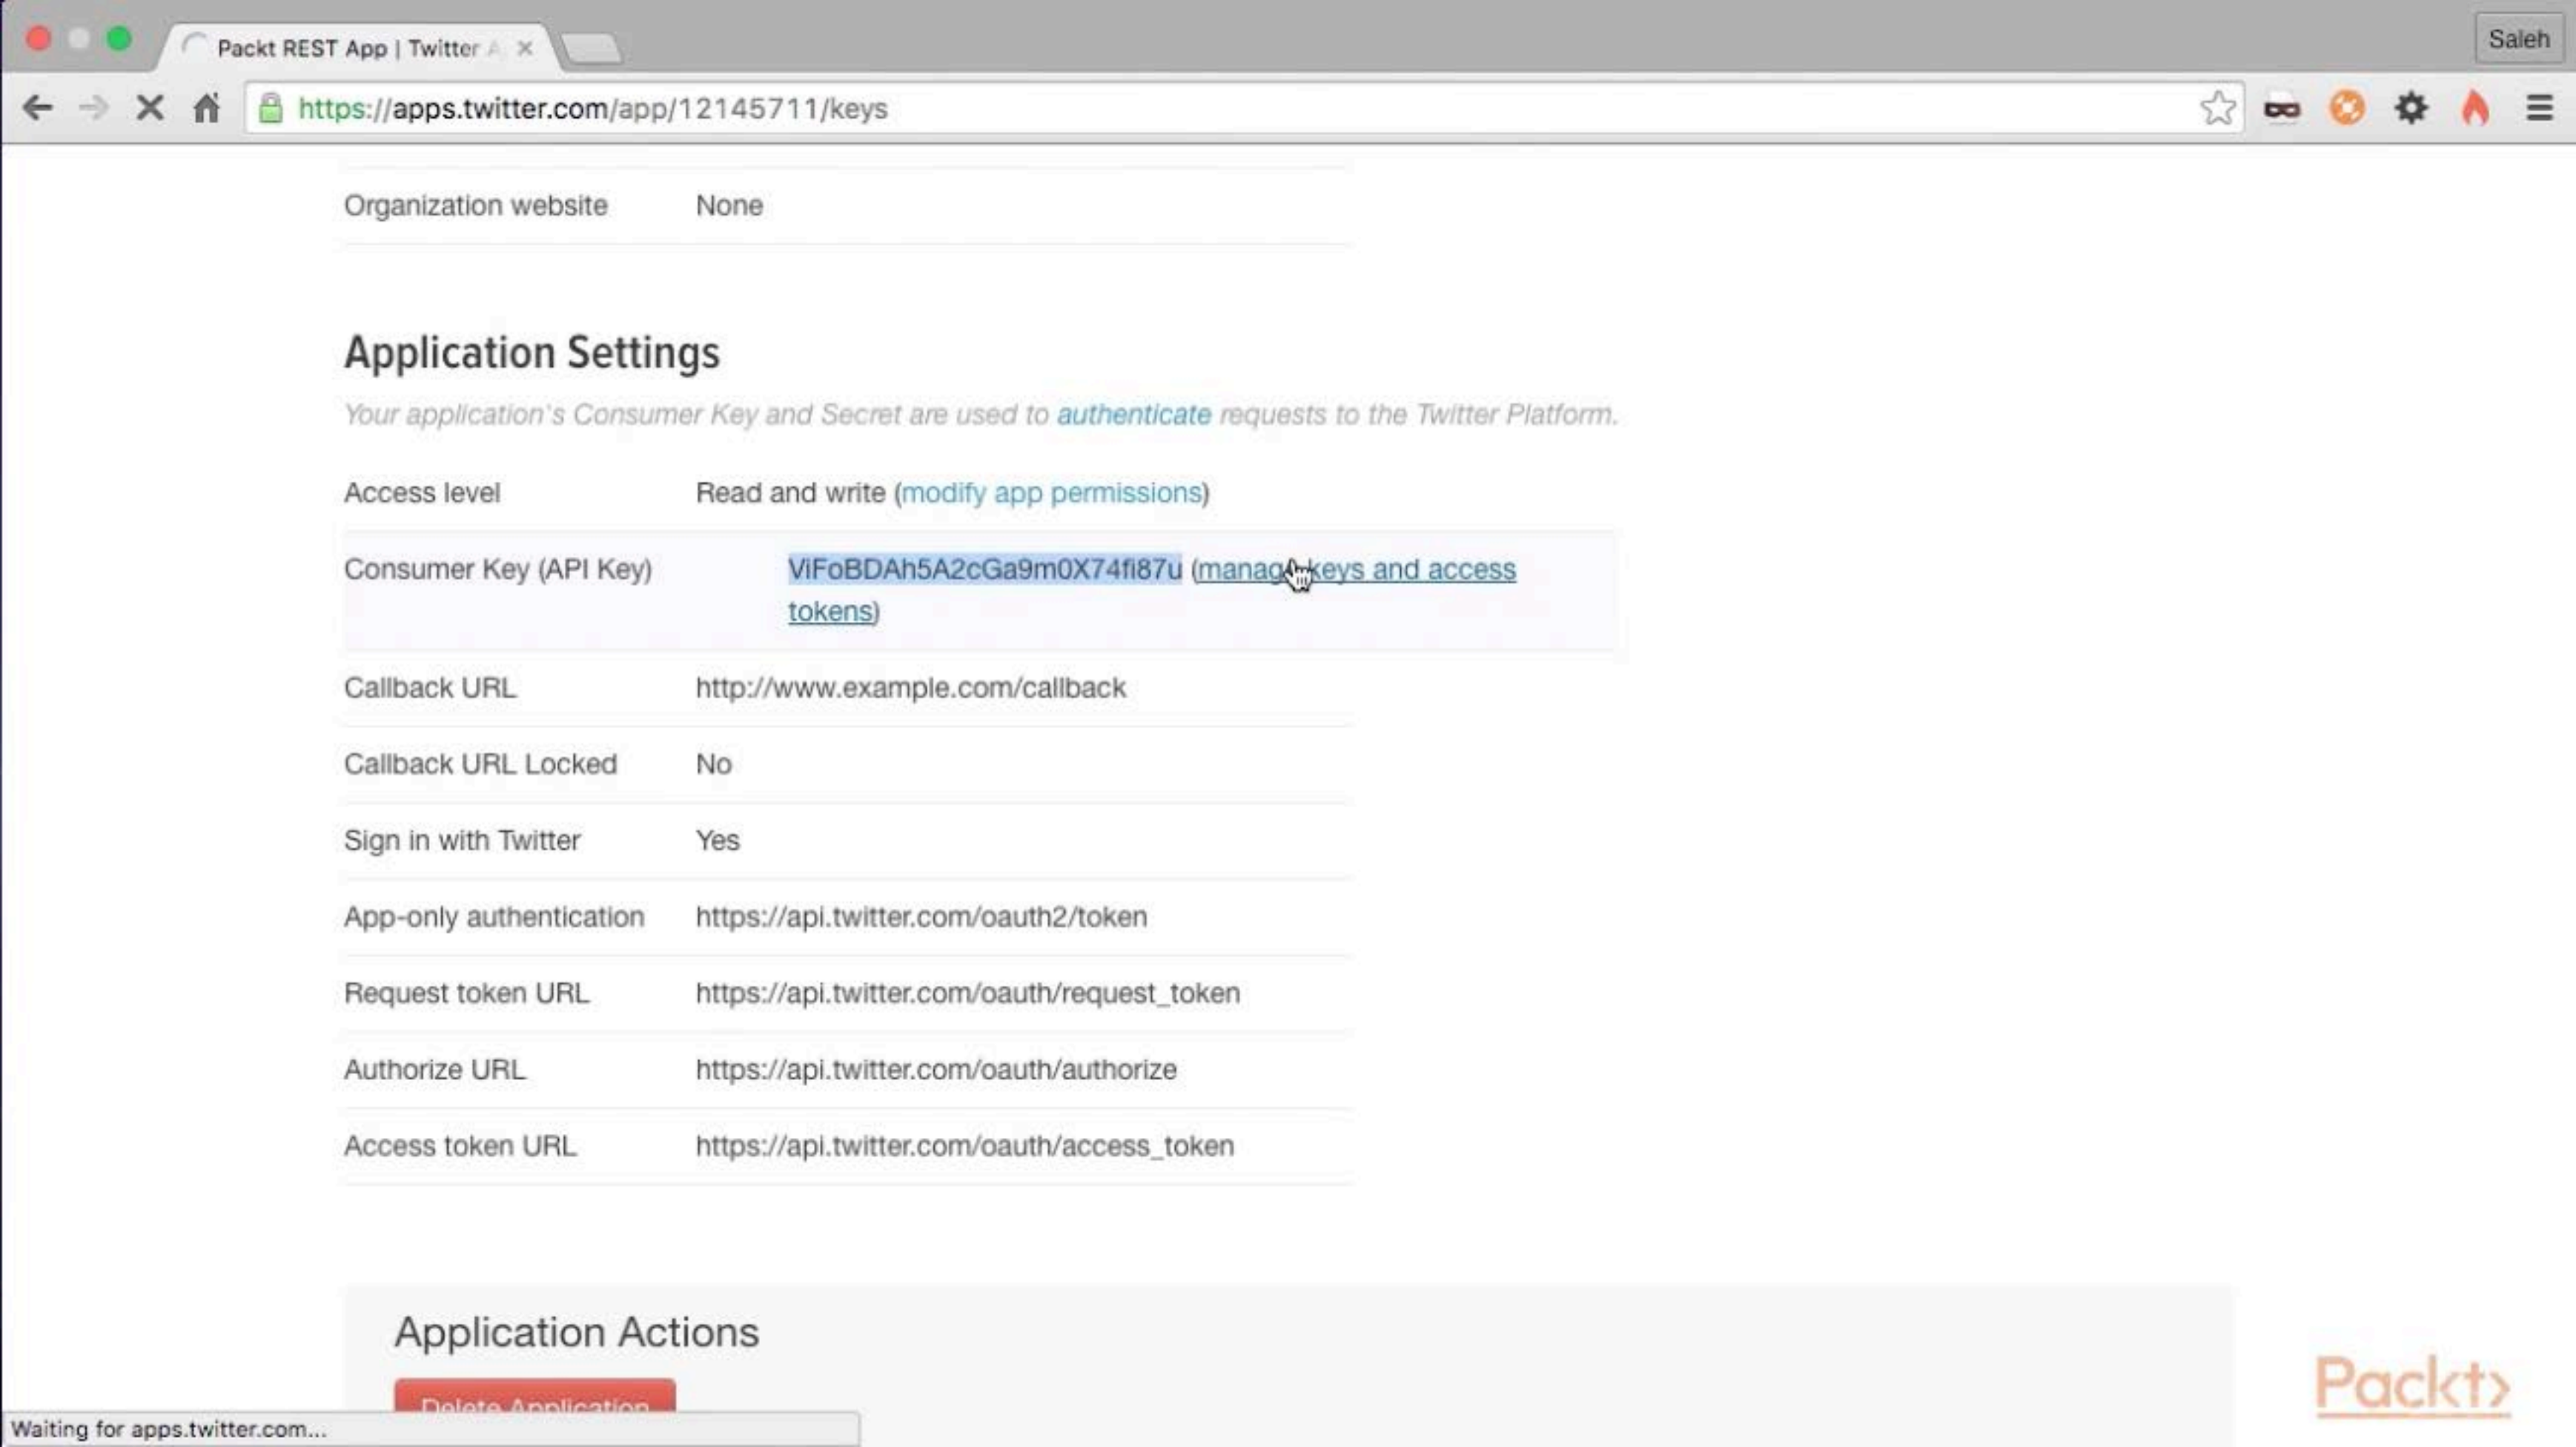 Packt REST App | Twitter A
Saleh
https://apps.twitter.com/app/12145711/keys
Organization website None
Application Settings
Your application's Consumer Key and Secret are used to authenticate requests to the Twitter Platform.
Access level Read and write (modify app permissions)
Consumer Key (API Key) ViFoBDAh5A2cGa9m0X74fi87u (manage keys and access
tokens)
Callback URL http://www.example.com/callback
Callback URL Locked No
Sign in with Twitter Yes
App-only authentication https://api.twitter.com/oauth2/token
Request token URL https://api.twitter.com/oauth/request_token
Authorize URL https://api.twitter.com/oauth/authorize
Access token URL https://api.twitter.com/oauth/access_token
Application Actions
Delete Application
Packt>
Waiting for apps.twitter.com...